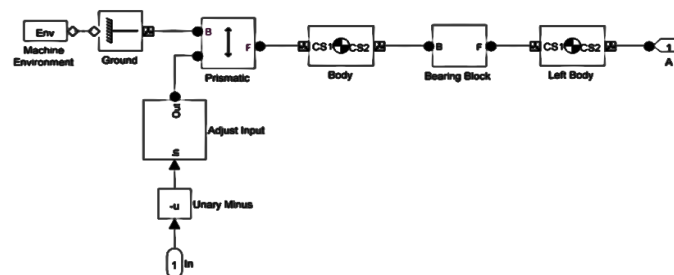 Env
Machine
Environment
Ground
B
F
Prismatic
CS1 CS2
Body
B
F
Bearing Block
CS1 CS2
Left Body
1
A
Out
In
Adjust Input
-u
Unary Minus
1
In